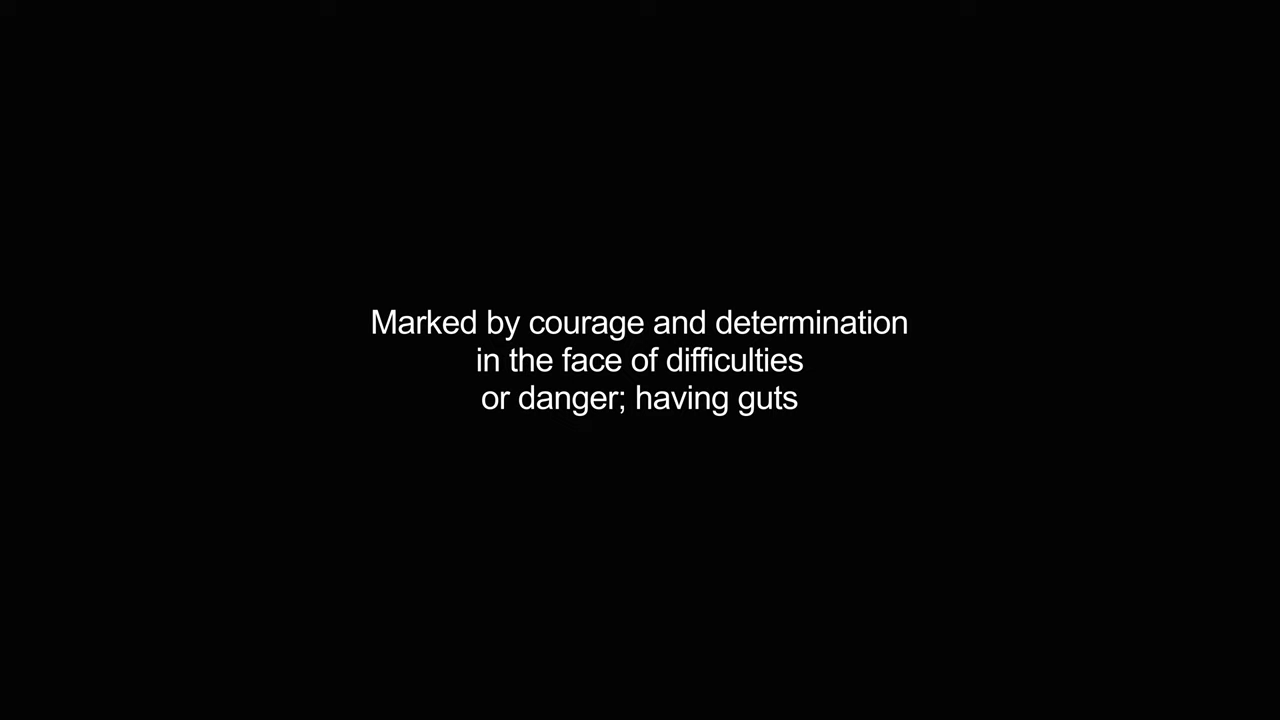 Marked by courage and determination
in the face of difficulties
or danger; having guts